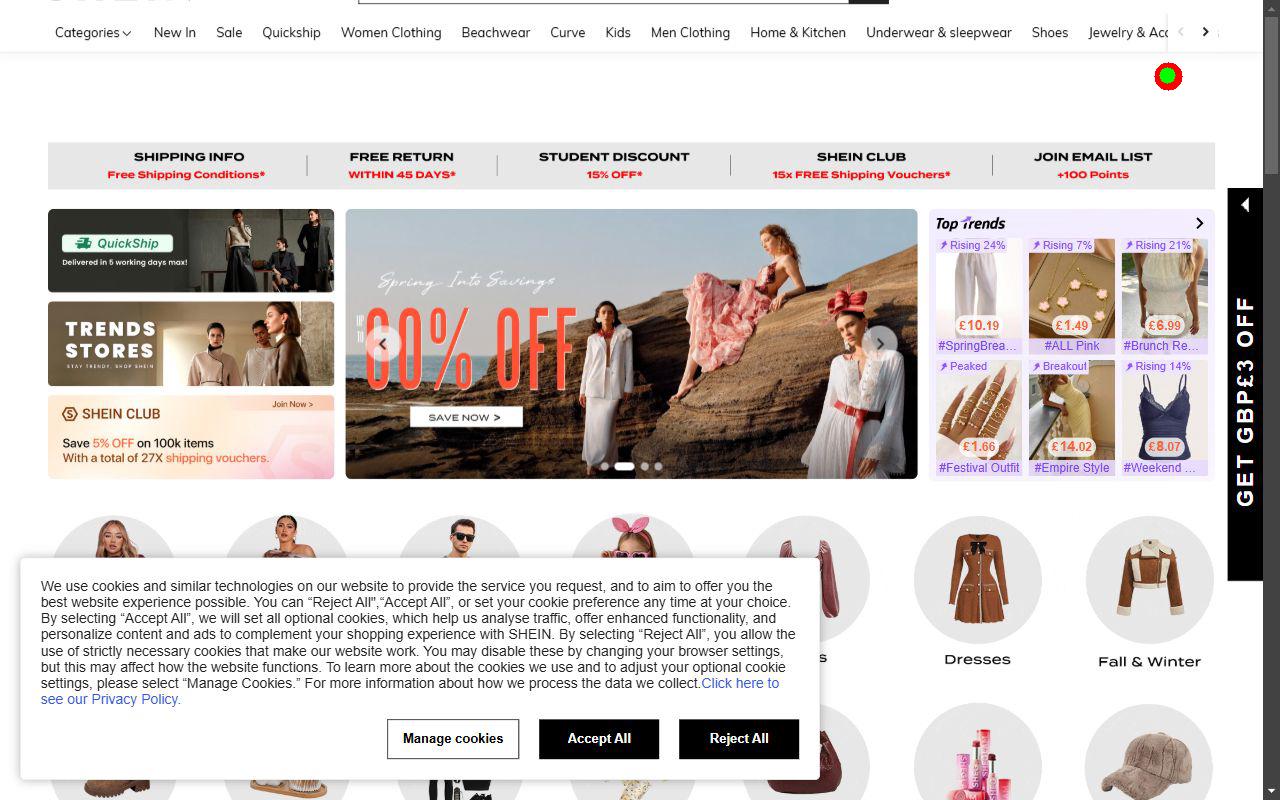 Categories
New In
Sale
Quickship
Women Clothing
Beachwear
Curve
Kids
Men Clothing
Home & Kitchen
Underwear & sleepwear
Shoes
Jewelry & Acc
SHIPPING INFO
Free Shipping Conditions*
FREE RETURN
WITHIN 45 DAYS*
STUDENT DISCOUNT
15% OFF*
SHEIN CLUB
15x FREE Shipping Vouchers*
JOIN EMAIL LIST
+100 Points
QuickShip
Delivered in 5 working days max!
TRENDS
STORES
STAY TRENDY, SHOP SHEIN
Join Now >
SHEIN CLUB
Save 5% OFF on 100k items
With a total of 27X shipping vouchers.
Spring Into Savings
UP TO
80% OFF
SAVE NOW >
Top Trends
Rising 24%
Rising 7%
Rising 21%
£10.19
£1.49
£6.99
#SpringBrea...
#ALL Pink
#Brunch Re...
Peaked
Breakout
Rising 14%
£1.66
£14.02
£8.07
#Festival Outfit
#Empire Style
#Weekend ...
GET GBP£3 OFF
Dresses
Fall & Winter
We use cookies and similar technologies on our website to provide the service you request, and to aim to offer you the
best website experience possible. You can “Reject All",“Accept All”, or set your cookie preference any time at your choice.
By selecting “Accept All”, we will set all optional cookies, which help us analyse traffic, offer enhanced functionality, and
personalize content and ads to complement your shopping experience with SHEIN. By selecting “Reject All”, you allow the
use of strictly necessary cookies that make our website work. You may disable these by changing your browser settings,
but this may affect how the website functions. To learn more about the cookies we use and to adjust your optional cookie
settings, please select “Manage Cookies.” For more information about how we process the data we collect.Click here to
see our Privacy Policy.
Manage cookies
Accept All
Reject All